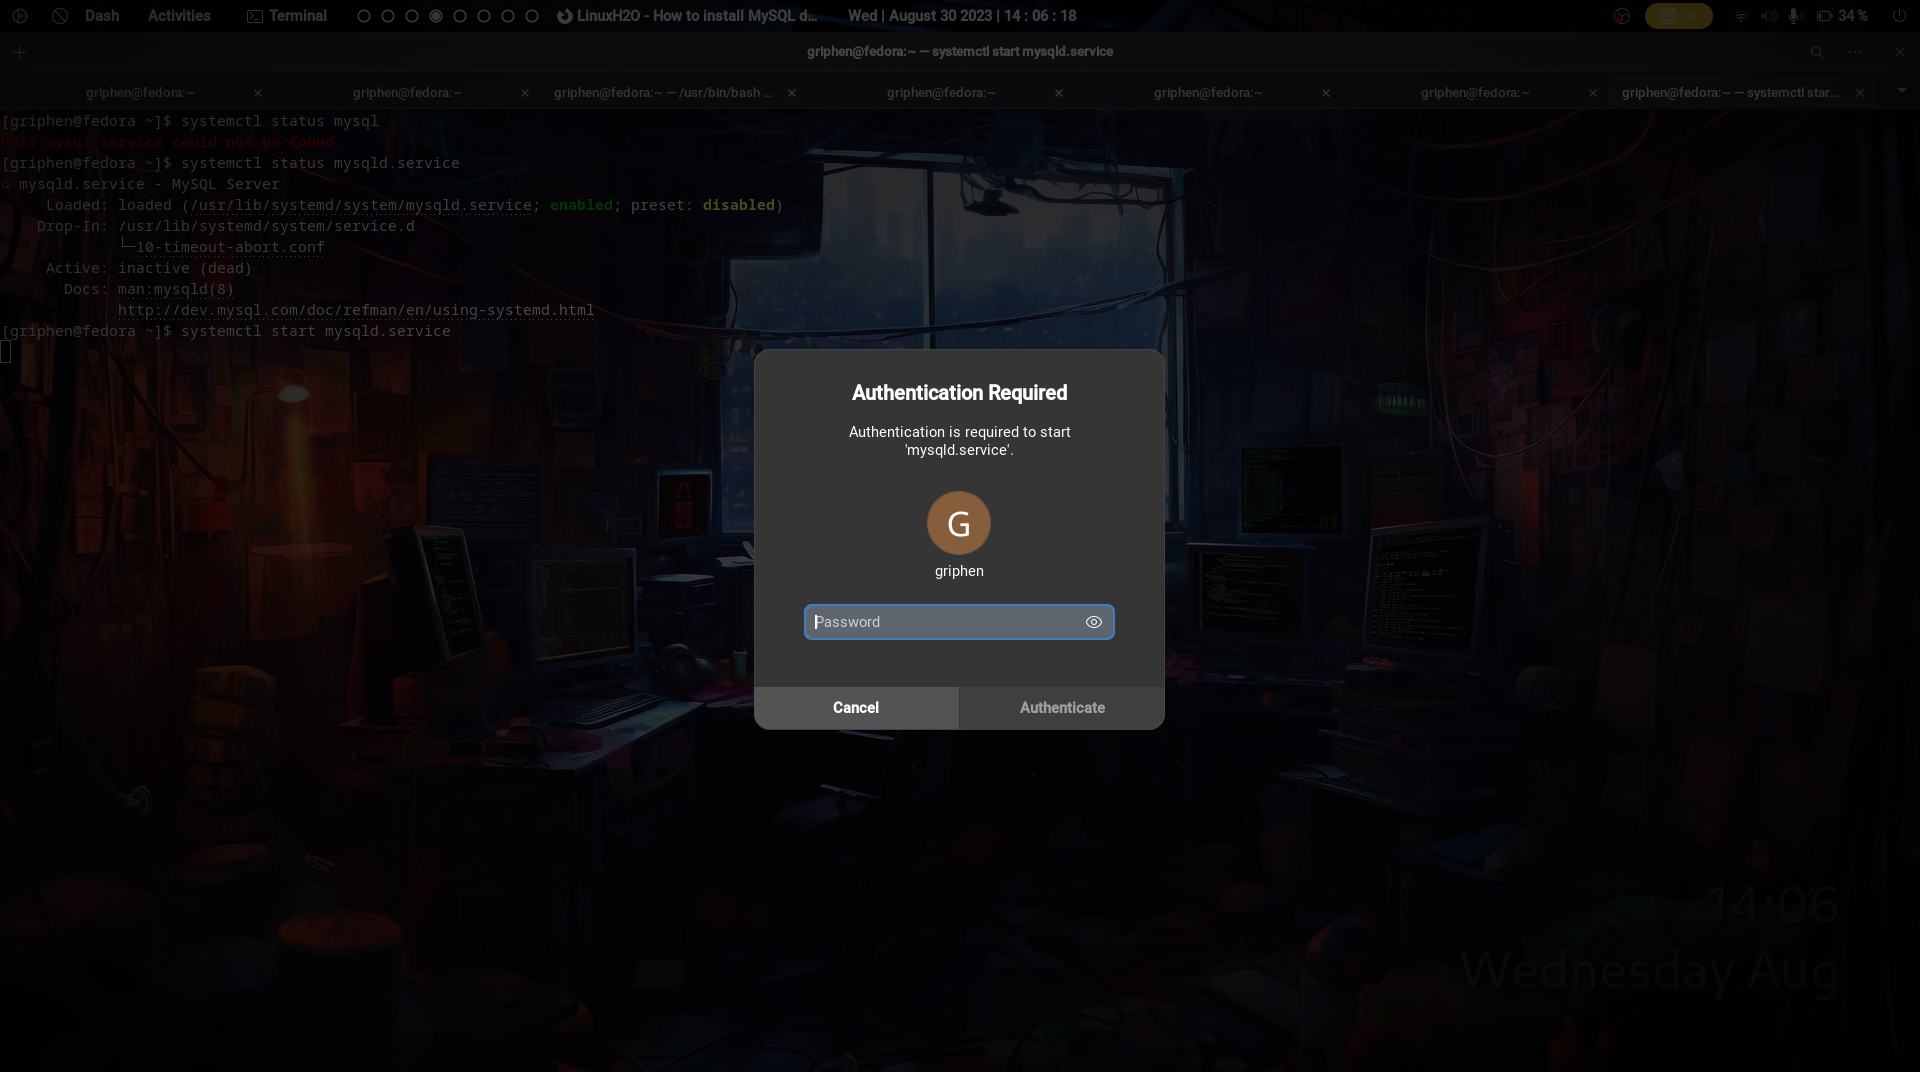 Dash Activities Terminal LinuxH2O - How to install MySQL d... Wed | August 30 2023 | 14 : 06 : 18 34 %
griphen@fedora:~ — systemctl start mysqld.service
griphen@fedora:~ griphen@fedora:~ griphen@fedora:~ — /usr/bin/bash ... griphen@fedora:~ griphen@fedora:~ griphen@fedora:~ griphen@fedora:~ — systemctl star...
[griphen@fedora ~]$ systemctl status mysql
Unit mysql.service could not be found.
[griphen@fedora ~]$ systemctl status mysqld.service
○ mysqld.service - MySQL Server
Loaded: loaded (/usr/lib/systemd/system/mysqld.service; enabled; preset: disabled)
Drop-In: /usr/lib/systemd/system/service.d
└─10-timeout-abort.conf
Active: inactive (dead)
Docs: man:mysqld(8)
http://dev.mysql.com/doc/refman/en/using-systemd.html
[griphen@fedora ~]$ systemctl start mysqld.service
Authentication Required
Authentication is required to start
'mysqld.service'.
G
griphen
Password
Cancel Authenticate
14:06
Wednesday Aug